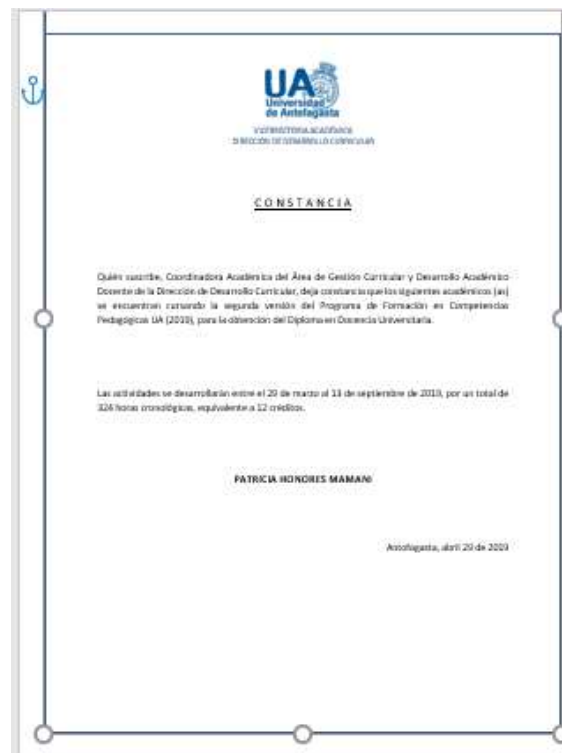 UA
Universidad
de Antofagasta
VICERRECTORÍA ACADÉMICA
DIRECCIÓN DE DESARROLLO CURRICULAR
CONSTANCIA
Quién suscribe, Coordinadora Académica del Área de Gestión Curricular y Desarrollo Académico
Docente de la Dirección de Desarrollo Curricular, deja constancia que los siguientes académicos (as)
se encuentran cursando la segunda versión del Programa de Formación en Competencias
Pedagógicas UA (2019), para la obtención del Diploma en Docencia Universitaria.
Las actividades se desarrollarán entre el 29 de marzo al 13 de septiembre de 2019, por un total de
324 horas cronológicas, equivalente a 12 créditos.
PATRICIA HONORES MAMANI
Antofagasta, abril 29 de 2019